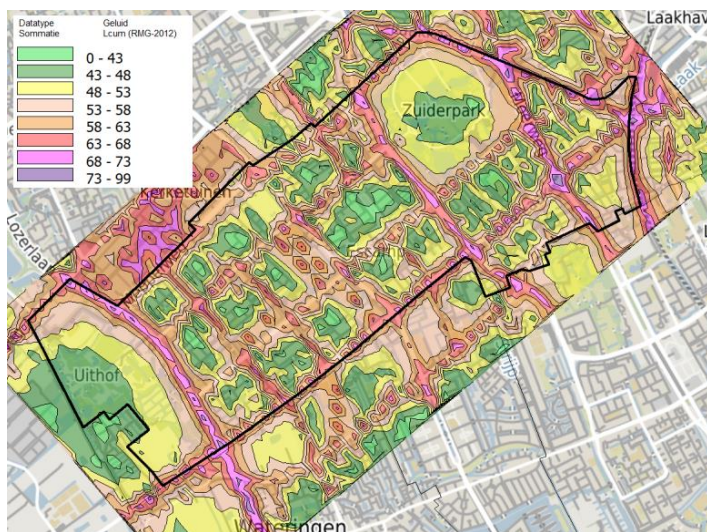 Datatype
Sommatie
Geluid
Lcum (RMG-2012)
0 - 43
43 - 48
48 - 53
53 - 58
58 - 63
63 - 68
68 - 73
73 - 99
Laakhav
Laak
Zuiderpark
Kerketuinen
Lozerlaan
Uithof
Wateringen